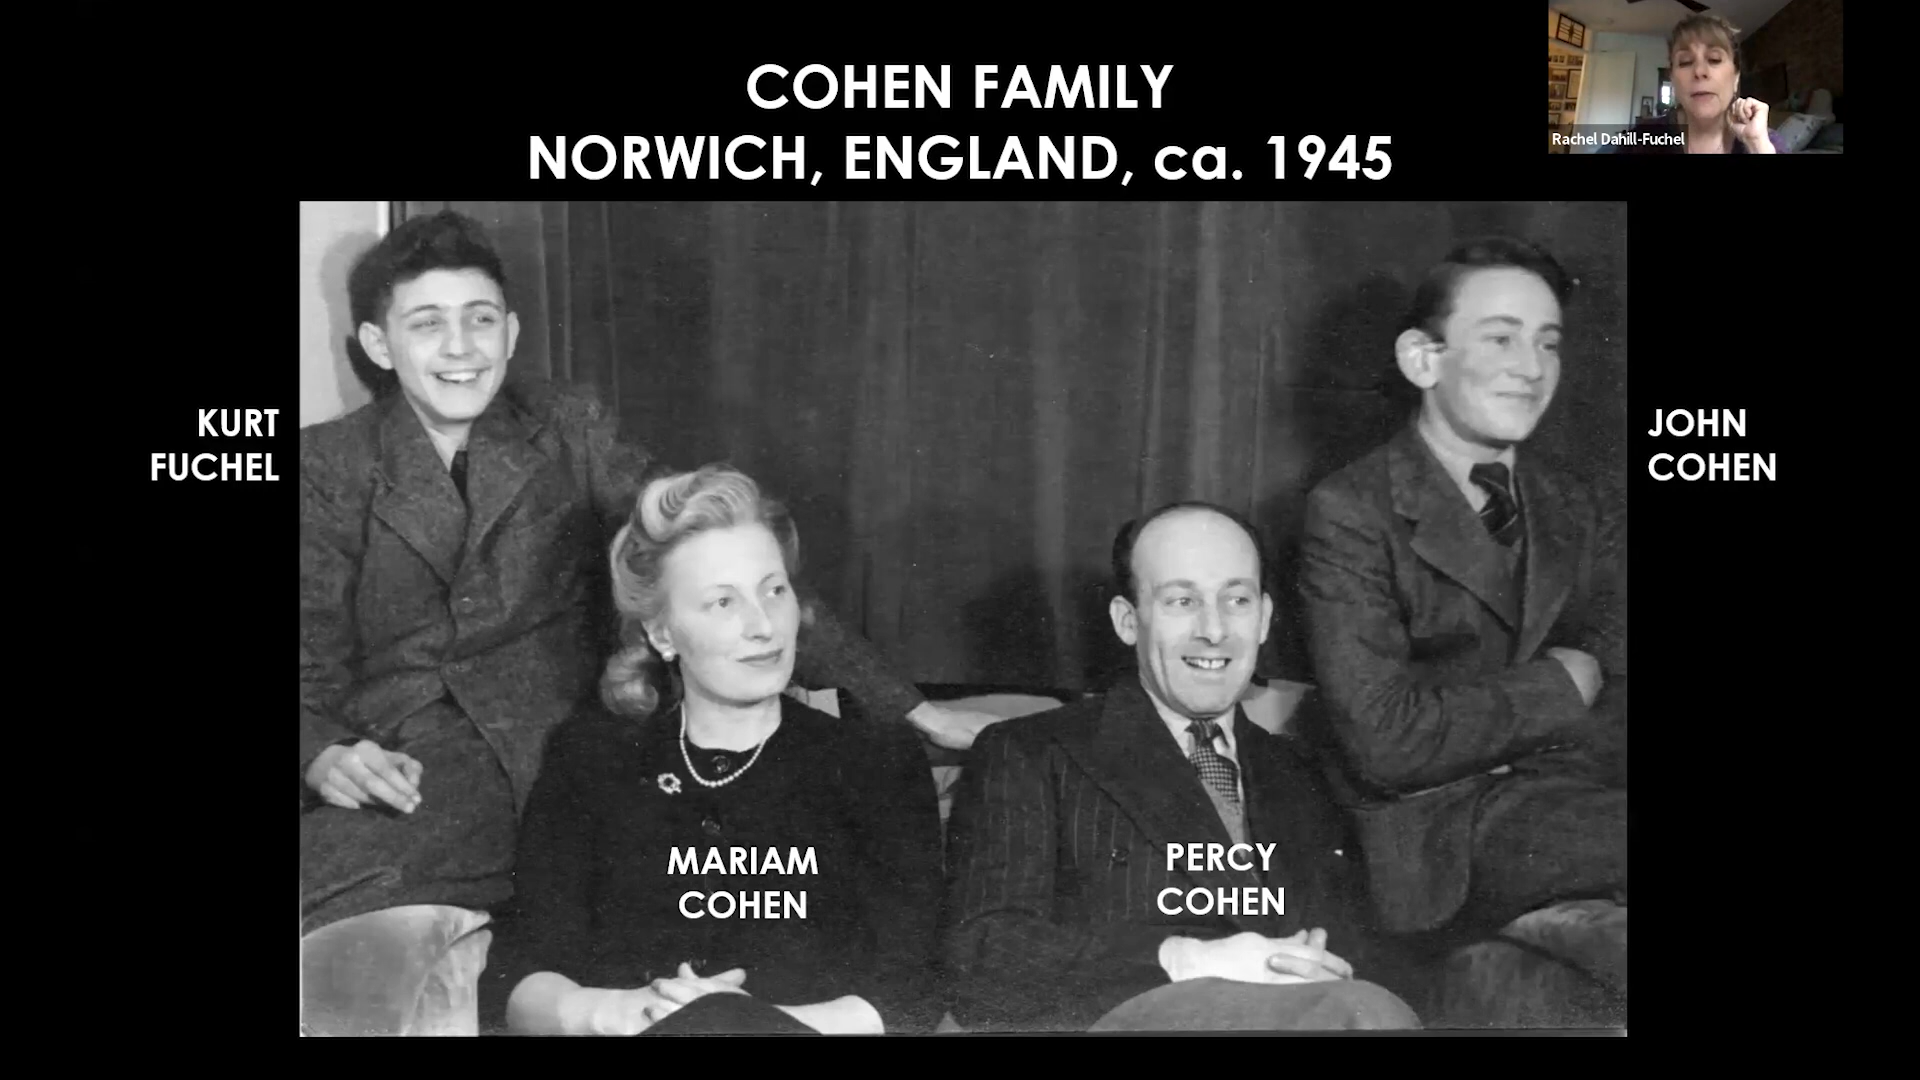 COHEN FAMILY
NORWICH, ENGLAND, ca. 1945
Rachel Dahill-Fuchel
KURT
FUCHEL
JOHN
COHEN
MARIAM
COHEN
PERCY
COHEN